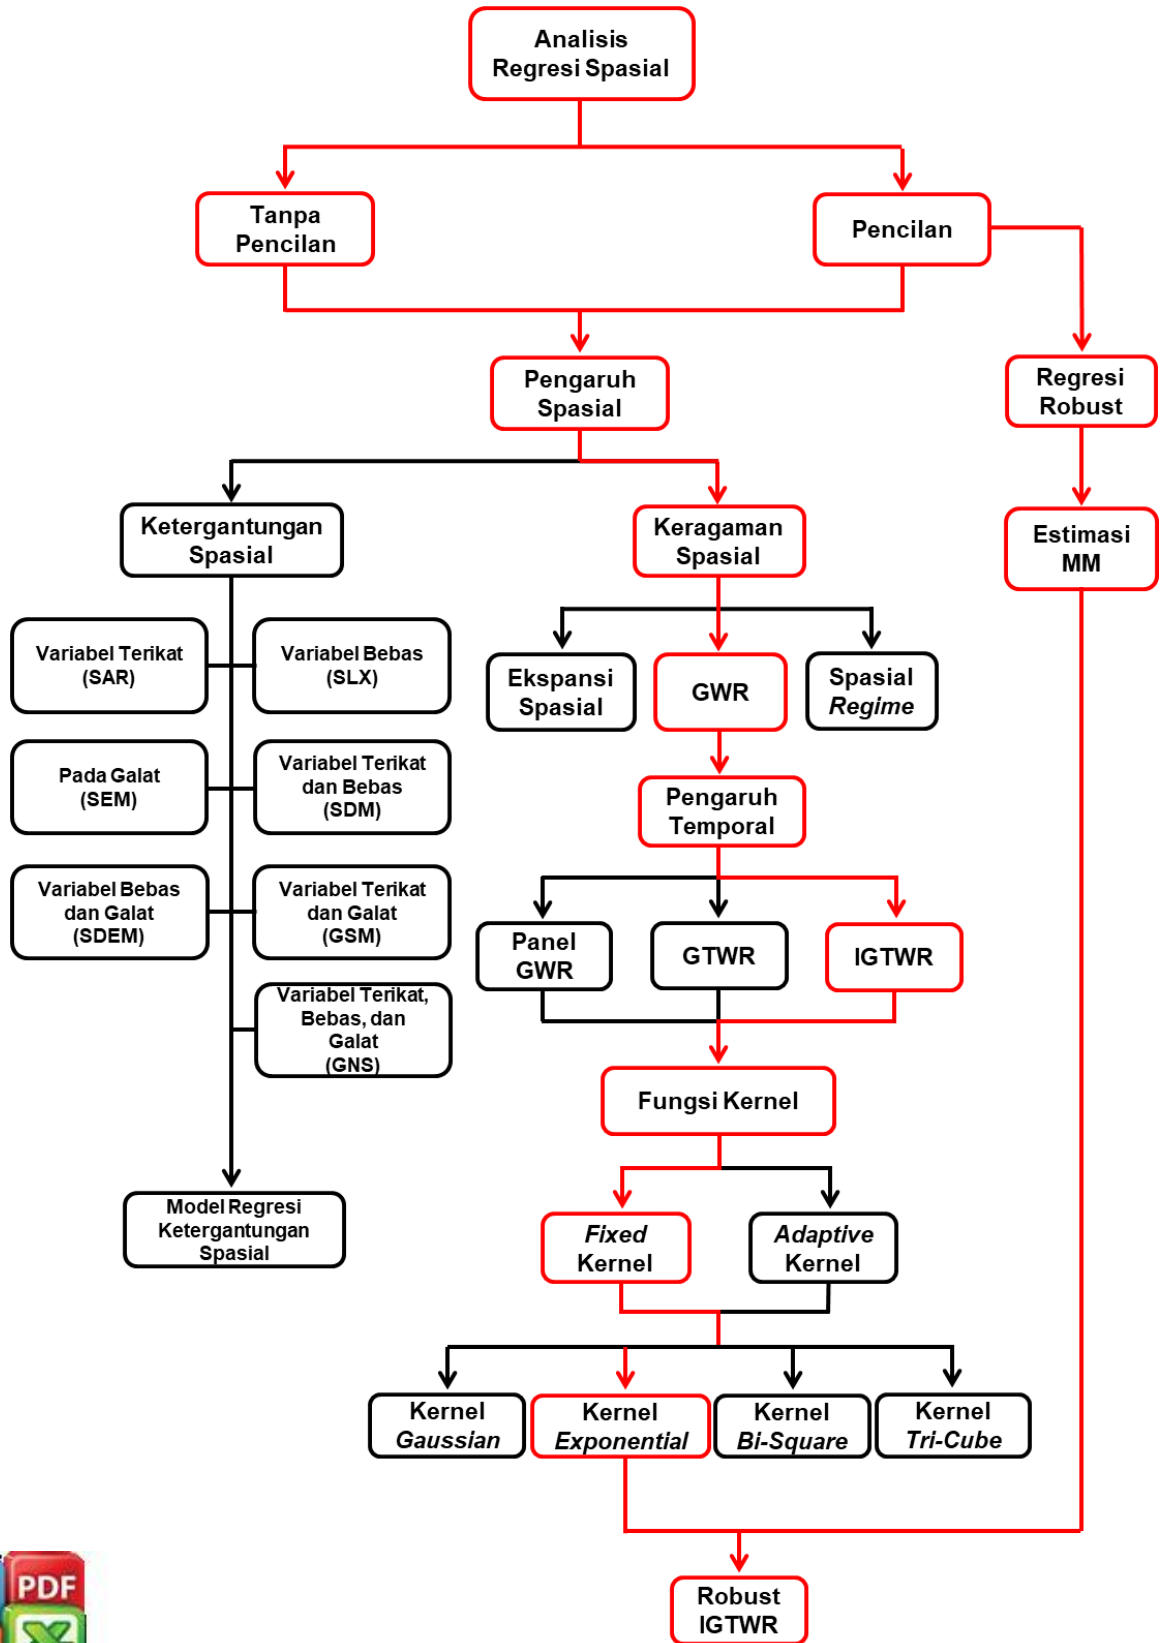 Analisis
Regresi Spasial
Tanpa
Pencilan
Pencilan
Pengaruh
Spasial
Regresi
Robust
Ketergantungan
Spasial
Keragaman
Spasial
Estimasi
MM
Variabel Terikat
(SAR)
Variabel Bebas
(SLX)
Ekspansi
Spasial
GWR
Spasial
Regime
Pada Galat
(SEM)
Variabel Terikat
dan Bebas
(SDM)
Pengaruh
Temporal
Variabel Bebas
dan Galat
(SDEM)
Variabel Terikat
dan Galat
(GSM)
Panel
GWR
GTWR
IGTWR
Variabel Terikat,
Bebas, dan
Galat
(GNS)
Fungsi Kernel
Model Regresi
Ketergantungan
Spasial
Fixed
Kernel
Adaptive
Kernel
Kernel
Gaussian
Kernel
Exponential
Kernel
Bi-Square
Kernel
Tri-Cube
Robust
IGTWR
PDF